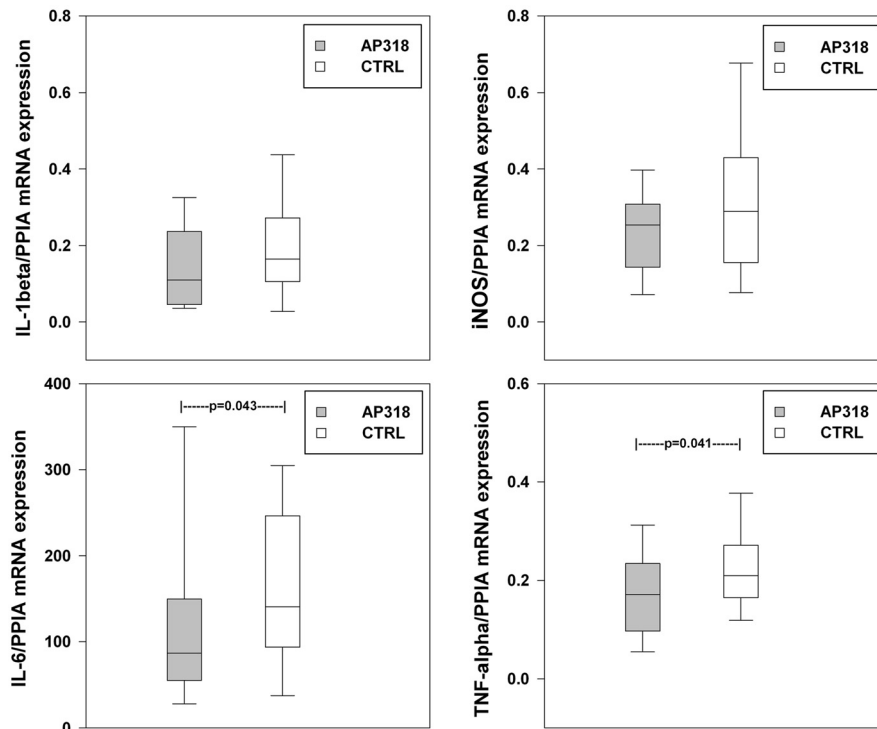 IL-1beta/PPIA mRNA expression
0.8
0.6
0.4
0.2
0.0
AP318
CTRL
iNOS/PPIA mRNA expression
0.8
0.6
0.4
0.2
0.0
AP318
CTRL
IL-6/PPIA mRNA expression
400
300
200
100
0
|------p=0.043------|
AP318
CTRL
TNF-alpha/PPIA mRNA expression
0.6
0.4
0.2
0.0
|------p=0.041------|
AP318
CTRL